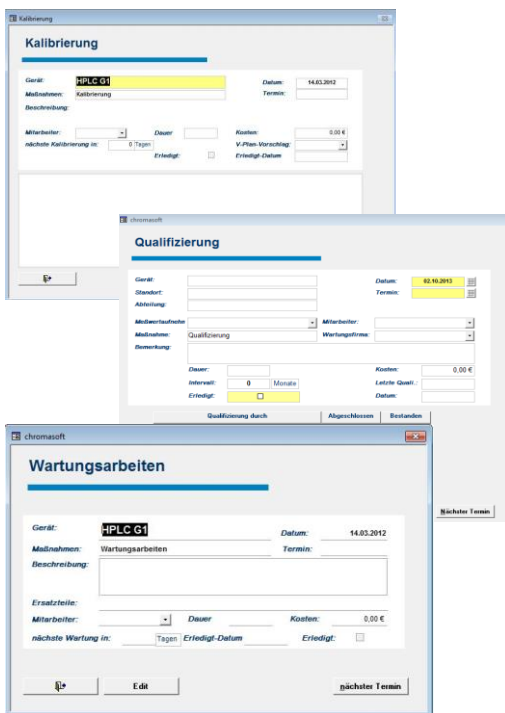 Kalibrierung
Kalibrierung
Gerät: HPLC G1 Datum: 14.03.2012
Maßnahmen: Kalibrierung Termin:
Beschreibung:
Mitarbeiter: Dauer Kosten: 0,00 €
nächste Kalibrierung in: 0 Tagen V-Plan-Vorschlag:
Erledigt: Erledigt-Datum
chromasoft
Qualifizierung
Gerät: Datum: 02.10.2013
Standort: Termin:
Abteilung:
Meßwertaufnehe Mitarbeiter:
Maßnahme: Qualifizierung Wartungsfirma:
Bemerkung:
Dauer: Kosten: 0,00 €
Intervall: 0 Monate Letzte Quali.:
Erledigt: Datum:
Qualifizierung durch Abgeschlossen Bestanden
Nächster Termin
chromasoft
Wartungsarbeiten
Gerät: HPLC G1 Datum: 14.03.2012
Maßnahmen: Wartungsarbeiten Termin:
Beschreibung:
Ersatzteile:
Mitarbeiter: Dauer Kosten: 0,00 €
nächste Wartung in: Tagen Erledigt-Datum Erledigt:
Edit nächster Termin